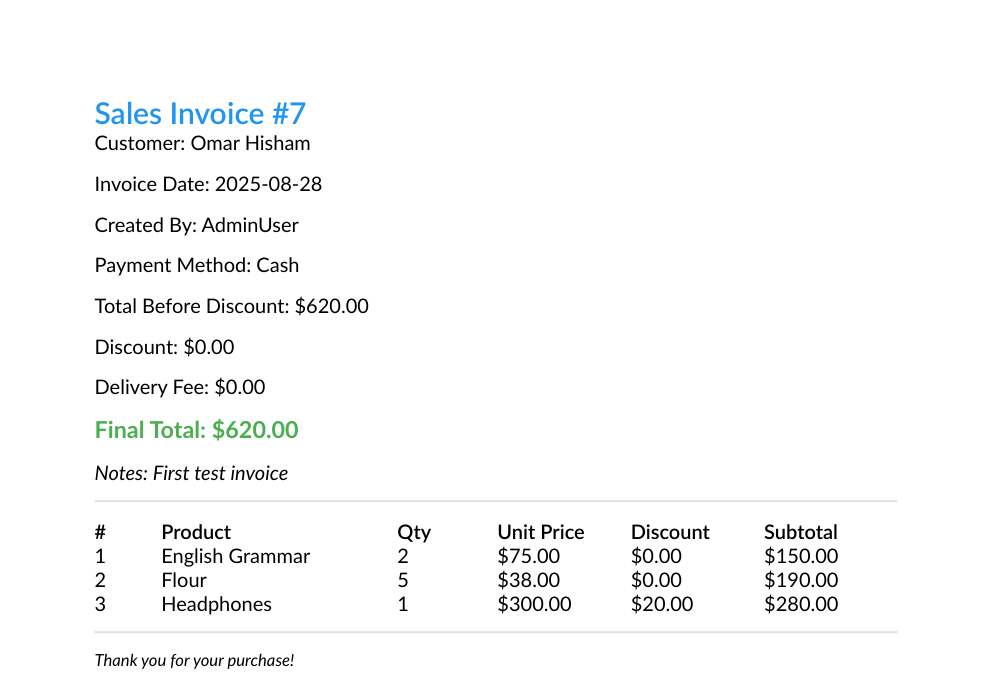 Sales Invoice #7
Customer: Omar Hisham
Invoice Date: 2025-08-28
Created By: AdminUser
Payment Method: Cash
Total Before Discount: $620.00
Discount: $0.00
Delivery Fee: $0.00
Final Total: $620.00
Notes: First test invoice
# Product Qty Unit Price Discount Subtotal
1 English Grammar 2 $75.00 $0.00 $150.00
2 Flour 5 $38.00 $0.00 $190.00
3 Headphones 1 $300.00 $20.00 $280.00
Thank you for your purchase!